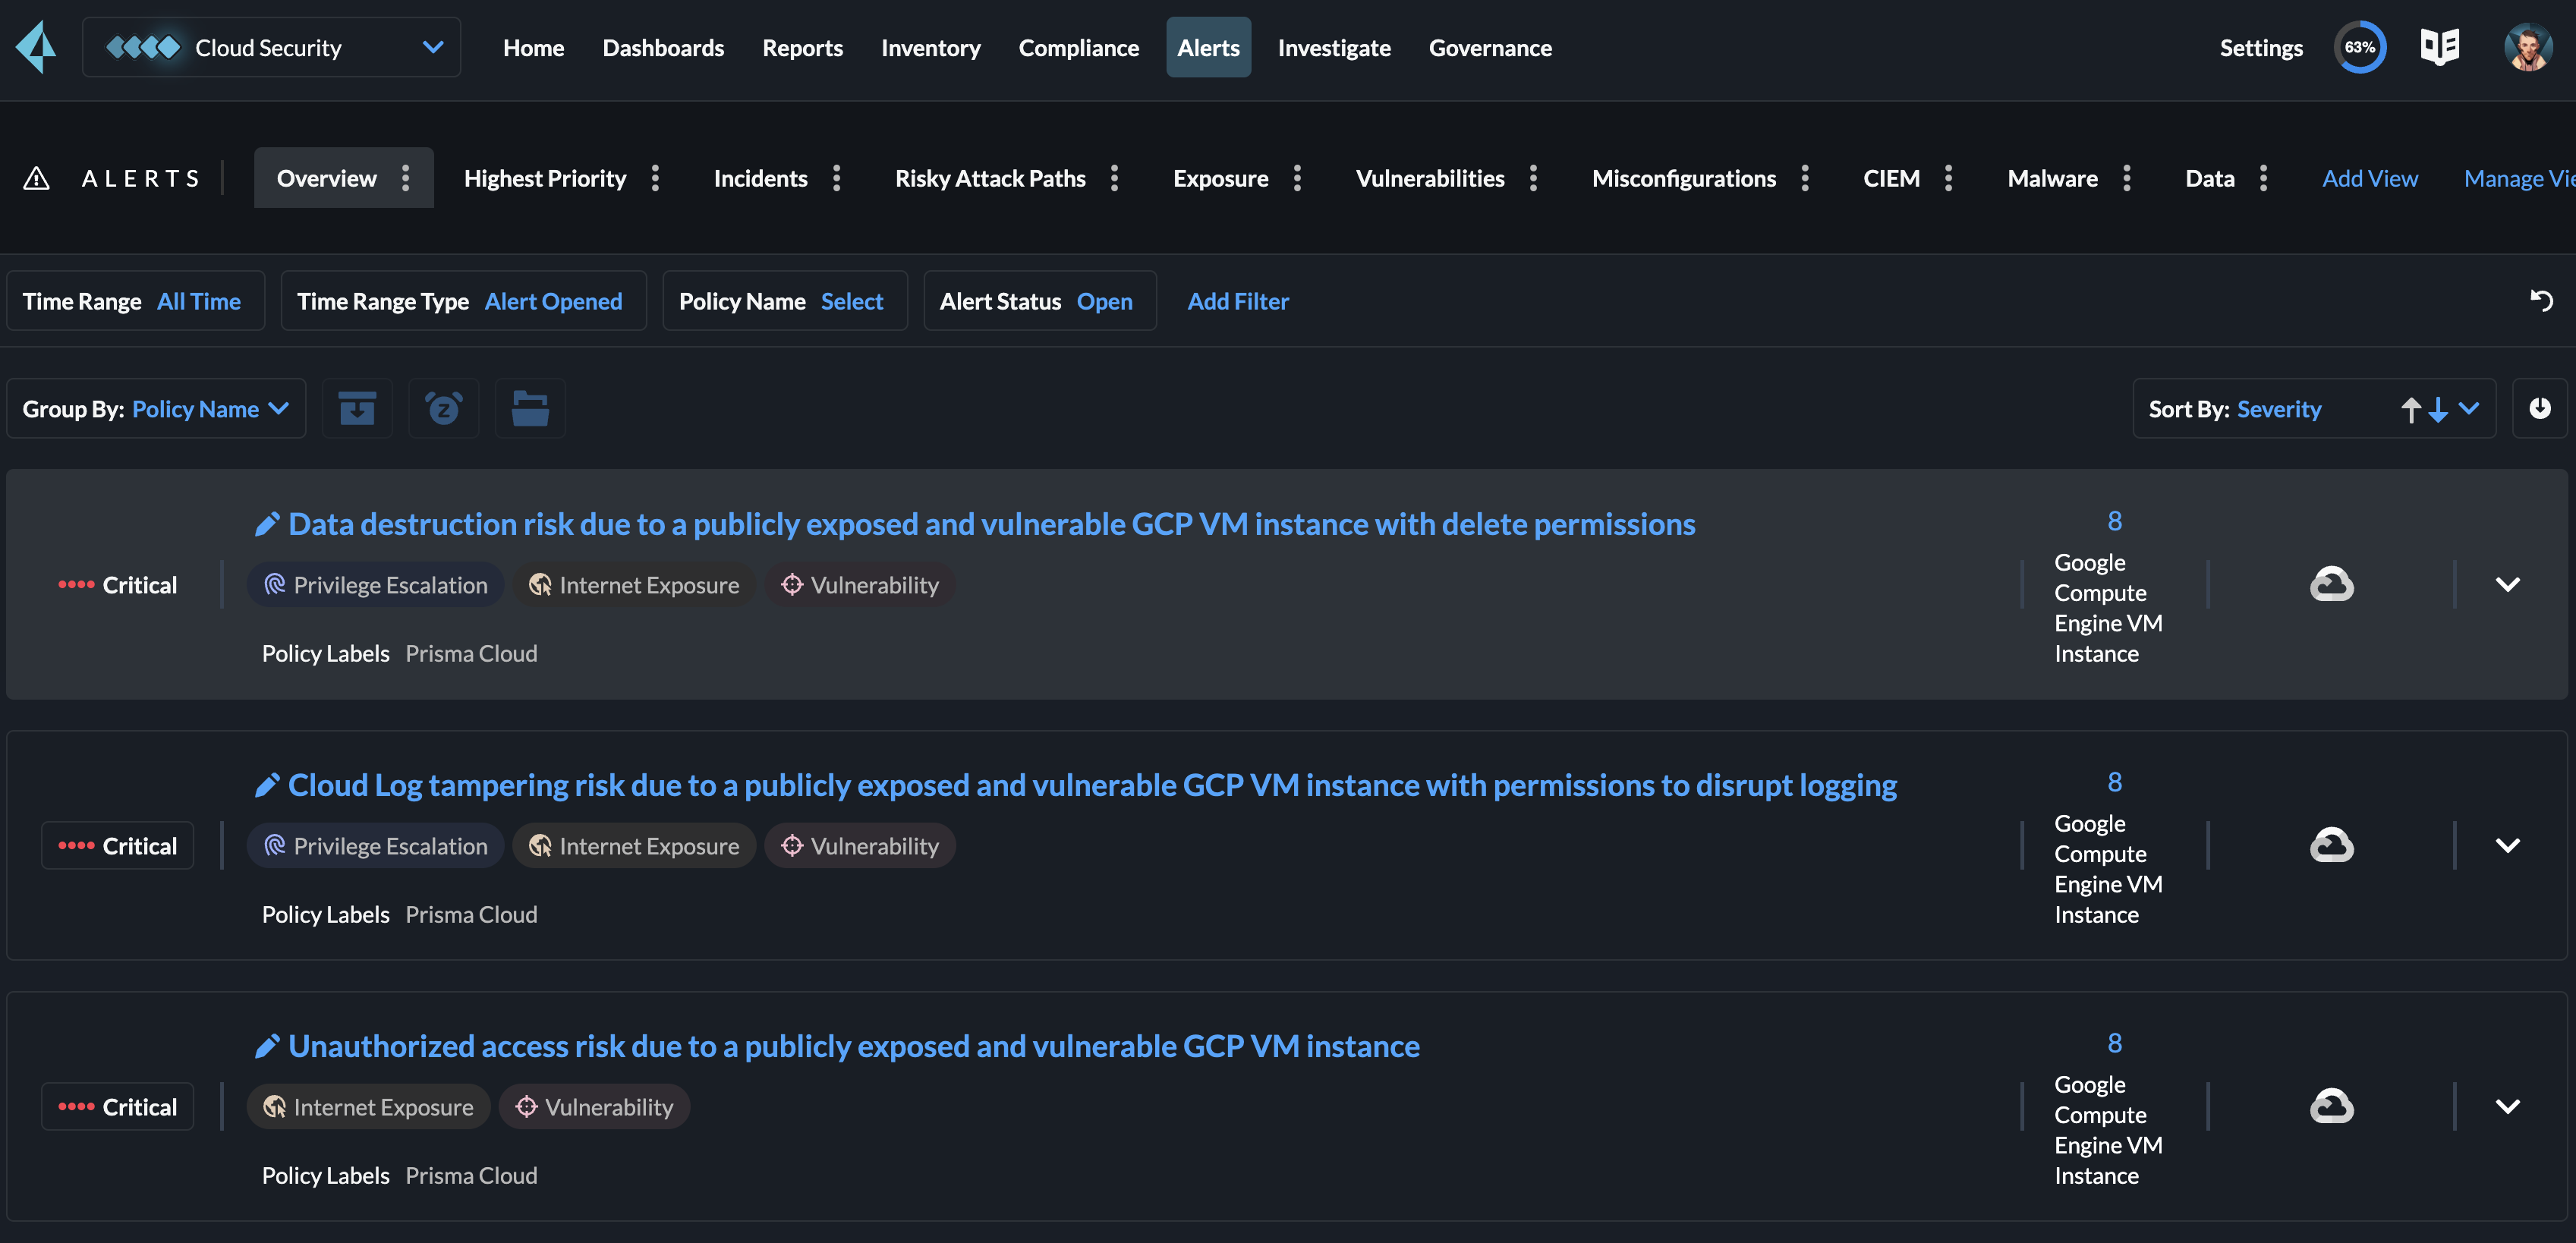 Cloud Security
Home Dashboards Reports Inventory Compliance Alerts Investigate Governance
Settings 63%
ALERTS
Overview Highest Priority Incidents Risky Attack Paths Exposure Vulnerabilities Misconfigurations CIEM Malware Data Add View Manage Vie
Time Range All Time
Time Range Type Alert Opened
Policy Name Select
Alert Status Open
Add Filter
Group By: Policy Name
Sort By: Severity
Critical
Data destruction risk due to a publicly exposed and vulnerable GCP VM instance with delete permissions
Privilege Escalation Internet Exposure Vulnerability
Policy Labels Prisma Cloud
8
Google
Compute
Engine VM
Instance
Critical
Cloud Log tampering risk due to a publicly exposed and vulnerable GCP VM instance with permissions to disrupt logging
Privilege Escalation Internet Exposure Vulnerability
Policy Labels Prisma Cloud
8
Google
Compute
Engine VM
Instance
Critical
Unauthorized access risk due to a publicly exposed and vulnerable GCP VM instance
Internet Exposure Vulnerability
Policy Labels Prisma Cloud
8
Google
Compute
Engine VM
Instance